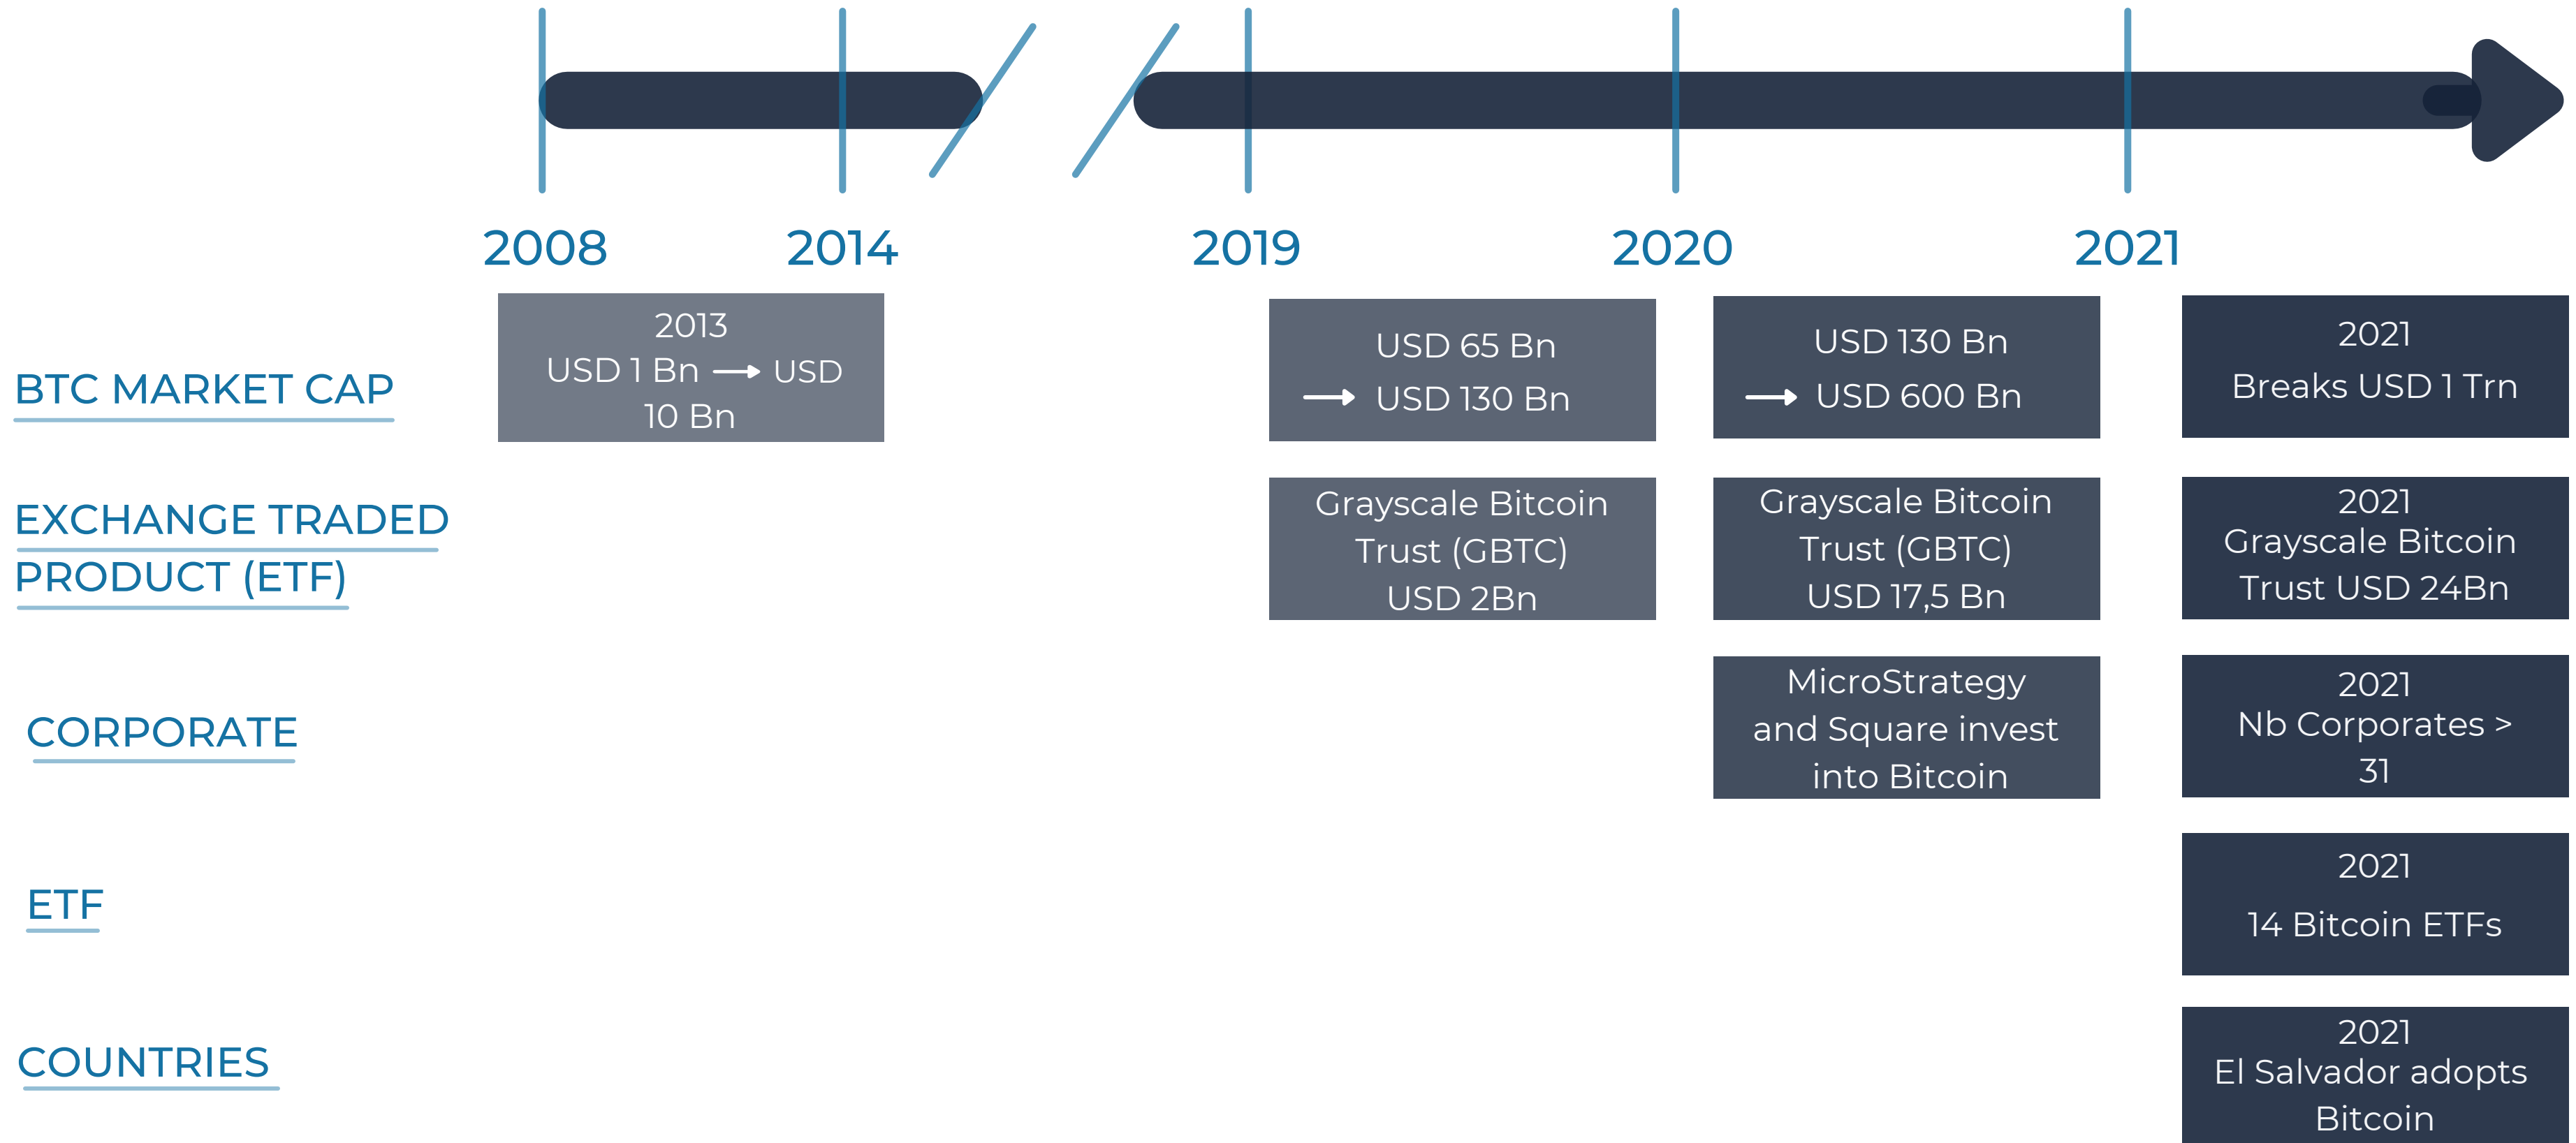 2008
2014
2019
2020
2021
BTC MARKET CAP
2013
USD 1 Bn → USD
10 Bn
USD 65 Bn
→ USD 130 Bn
USD 130 Bn
→ USD 600 Bn
2021
Breaks USD 1 Trn
EXCHANGE TRADED
PRODUCT (ETF)
Grayscale Bitcoin
Trust (GBTC)
USD 2Bn
Grayscale Bitcoin
Trust (GBTC)
USD 17,5 Bn
2021
Grayscale Bitcoin
Trust USD 24Bn
CORPORATE
MicroStrategy
and Square invest
into Bitcoin
2021
Nb Corporates >
31
ETF
2021
14 Bitcoin ETFs
COUNTRIES
2021
El Salvador adopts
Bitcoin